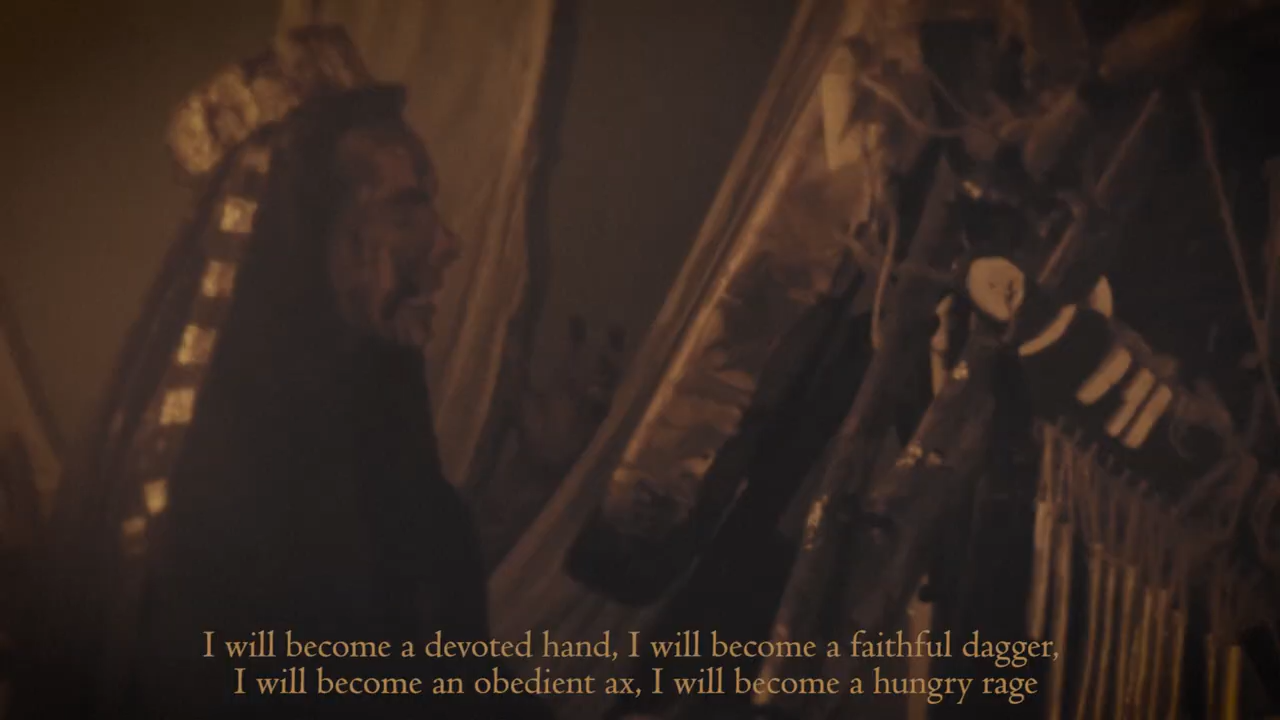 I will become a devoted hand, I will become a faithful dagger,
I will become an obedient ax, I will become a hungry rage